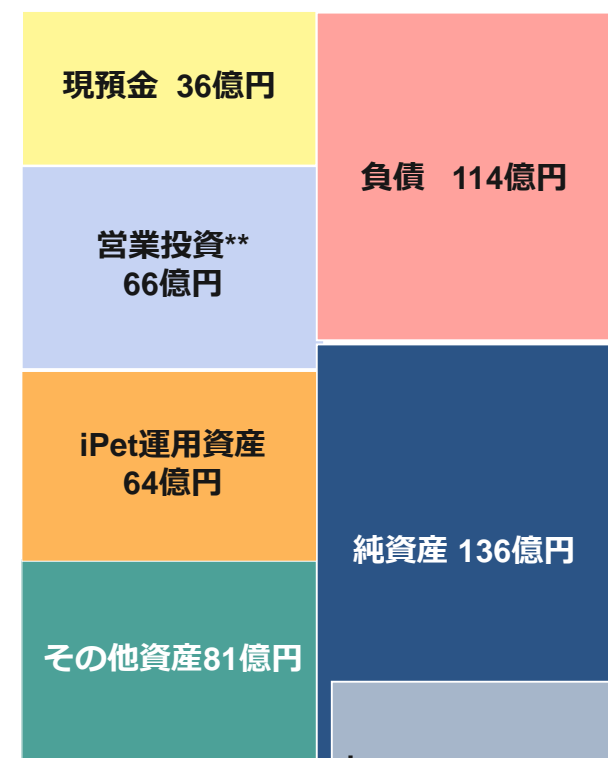 現預金 36億円
営業投資**
66億円
iPet運用資産
64億円
その他資産81億円
負債 114億円
純資産 136億円